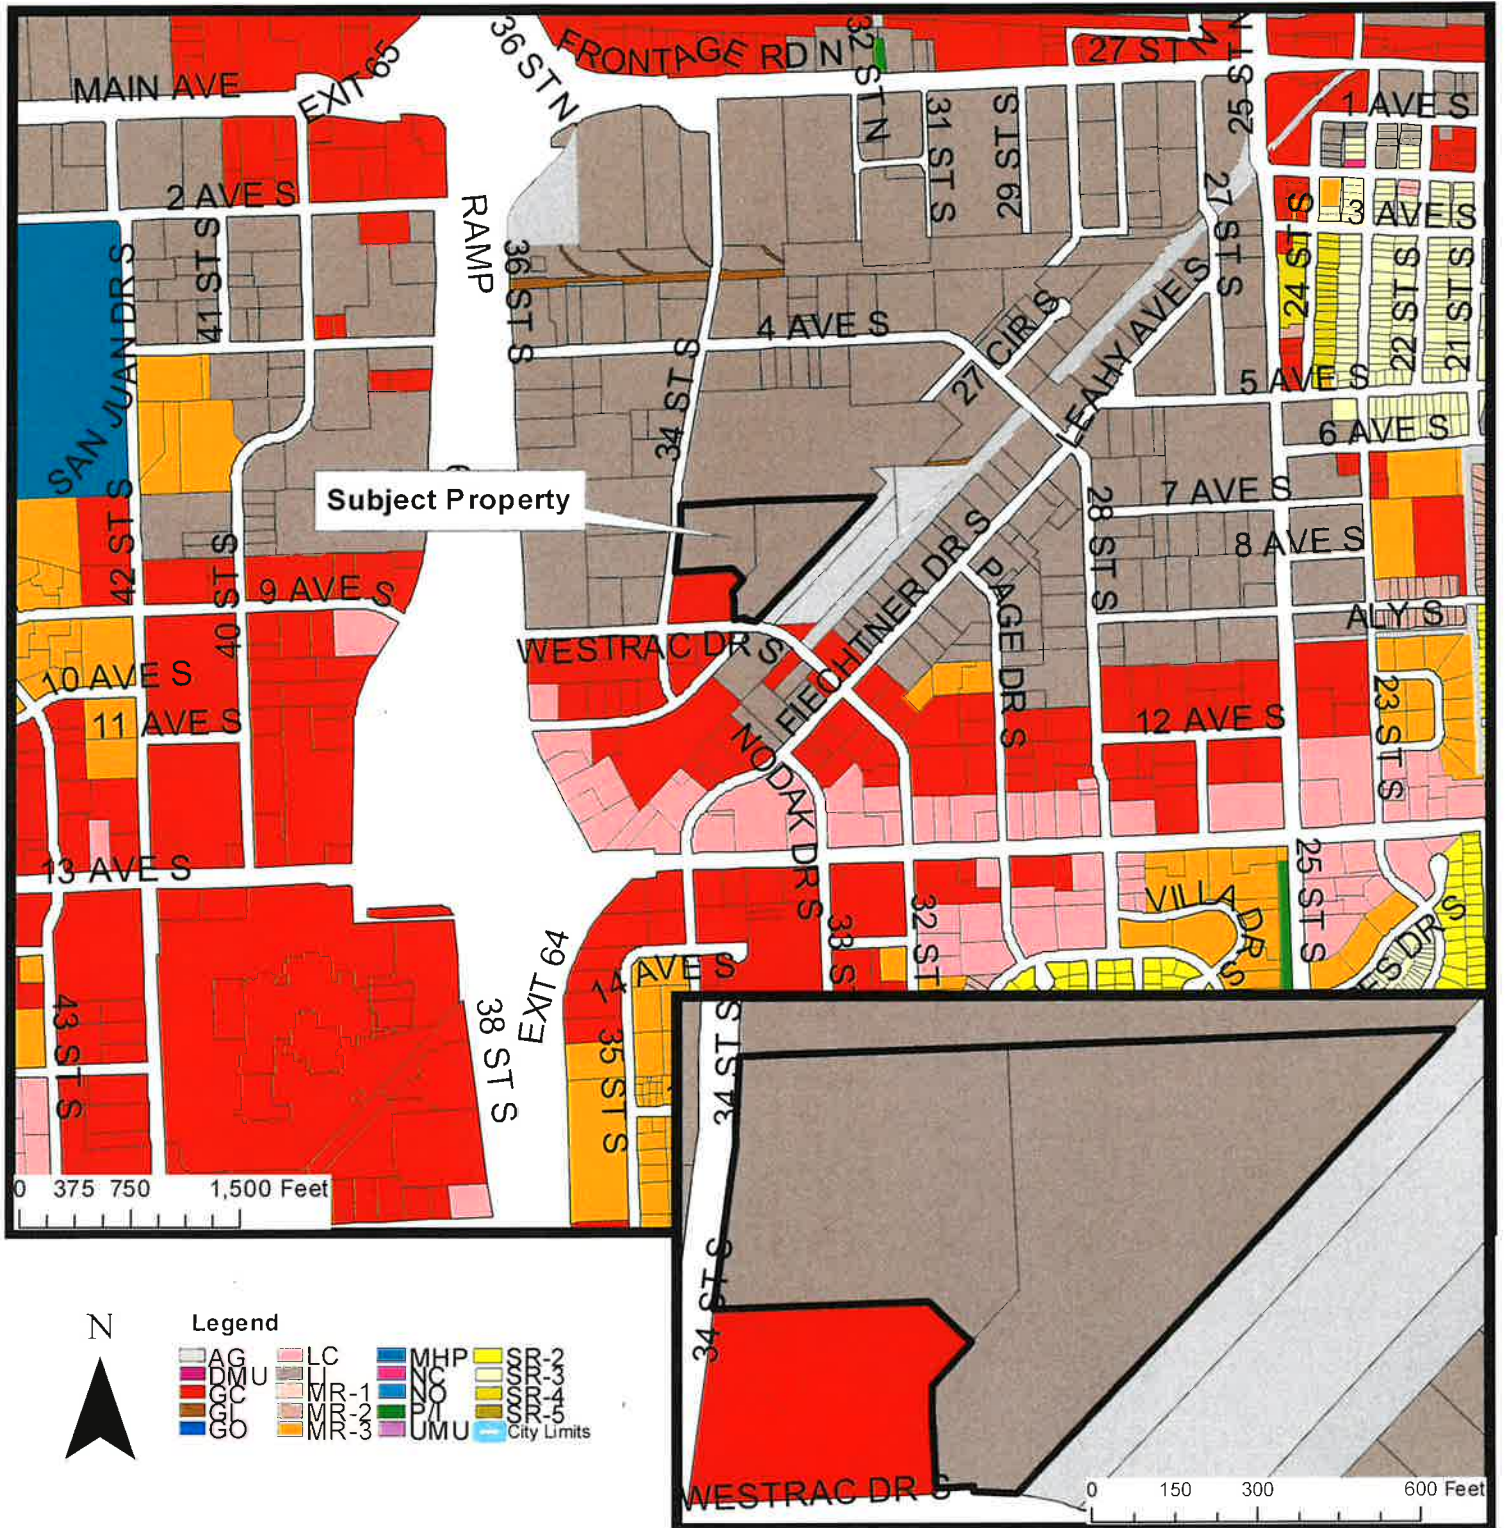 36 ST N
FRONTAGE RD N
32 ST N
27 ST N
25 ST N
MAIN AVE
EXIT 65
1 AVE S
31 ST S
29 ST S
2 AVE S
RAMP
27 ST S
24 ST S
3 AVE S
41 ST S
36 ST S
SAN JUAN DR S
22 ST S
21 ST S
4 AVE S
27 CIR S
LEAHY AVE S
34 ST S
5 AVE S
6 AVE S
Subject Property
7 AVE S
28 ST S
8 AVE S
42 ST S
40 ST S
9 AVE S
FIECHTNER DR S
PAGE DR S
ALY S
WESTRAC DR S
10 AVE S
11 AVE S
12 AVE S
23 ST S
NODAK DR S
13 AVE S
25 ST S
VILLA DR S
33 ST
32 ST
ES DR S
EXIT 64
14 AVE S
43 ST S
38 ST S
35 ST S
0 375 750 1,500 Feet
34 ST S
34 ST S
34 ST S
WESTRAC DR S
0 150 300 600 Feet
N
Legend
AG LC MHP SR-2
DMU LI NC SR-3
GC MR-1 NO SR-4
GI MR-2 P/I SR-5
GO MR-3 UMU City Limits